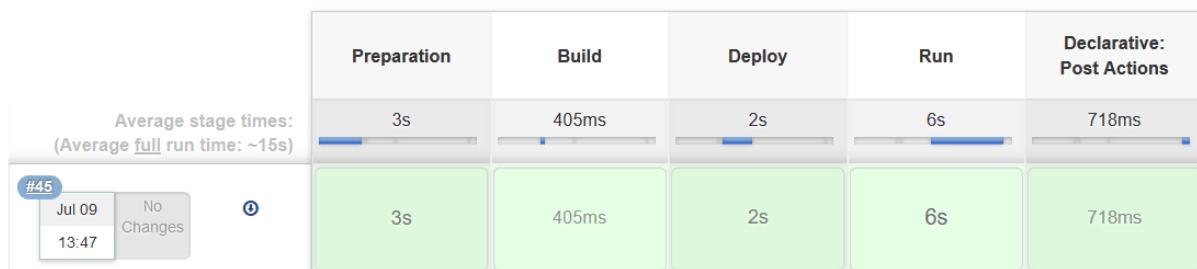 Preparation
Build
Deploy
Run
Declarative:
Post Actions
Average stage times:
(Average full run time: ~15s)
3s
405ms
2s
6s
718ms
#45
Jul 09
13:47
No
Changes
3s
405ms
2s
6s
718ms